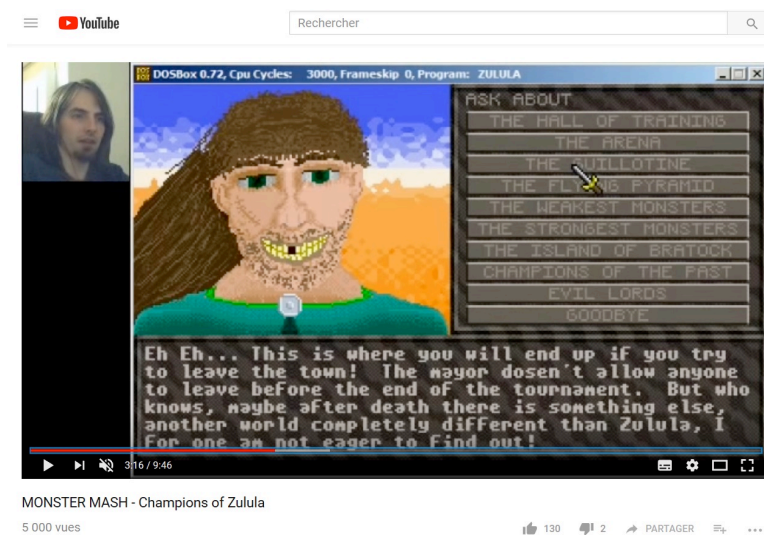 YouTube
Rechercher
DOSBox 0.72, Cpu Cycles: 3000, Frameskip 0, Program: ZULULA
ASK ABOUT
THE HALL OF TRAINING
THE ARENA
THE GUILLOTINE
THE FLYING PYRAMID
THE WEAKEST MONSTERS
THE STRONGEST MONSTERS
THE ISLAND OF BRATOCK
CHAMPIONS OF THE PAST
EVIL LORDS
GOODBYE
Eh Eh... This is where you will end up if you try
to leave the town! The mayor dosen't allow anyone
to leave before the end of the tournament. But who
knows, maybe after death there is something else,
another world completely different than Zulula, I
for one am not eager to find out!
3:16 / 9:46
MONSTER MASH - Champions of Zulula
5 000 vues
130 2 PARTAGER